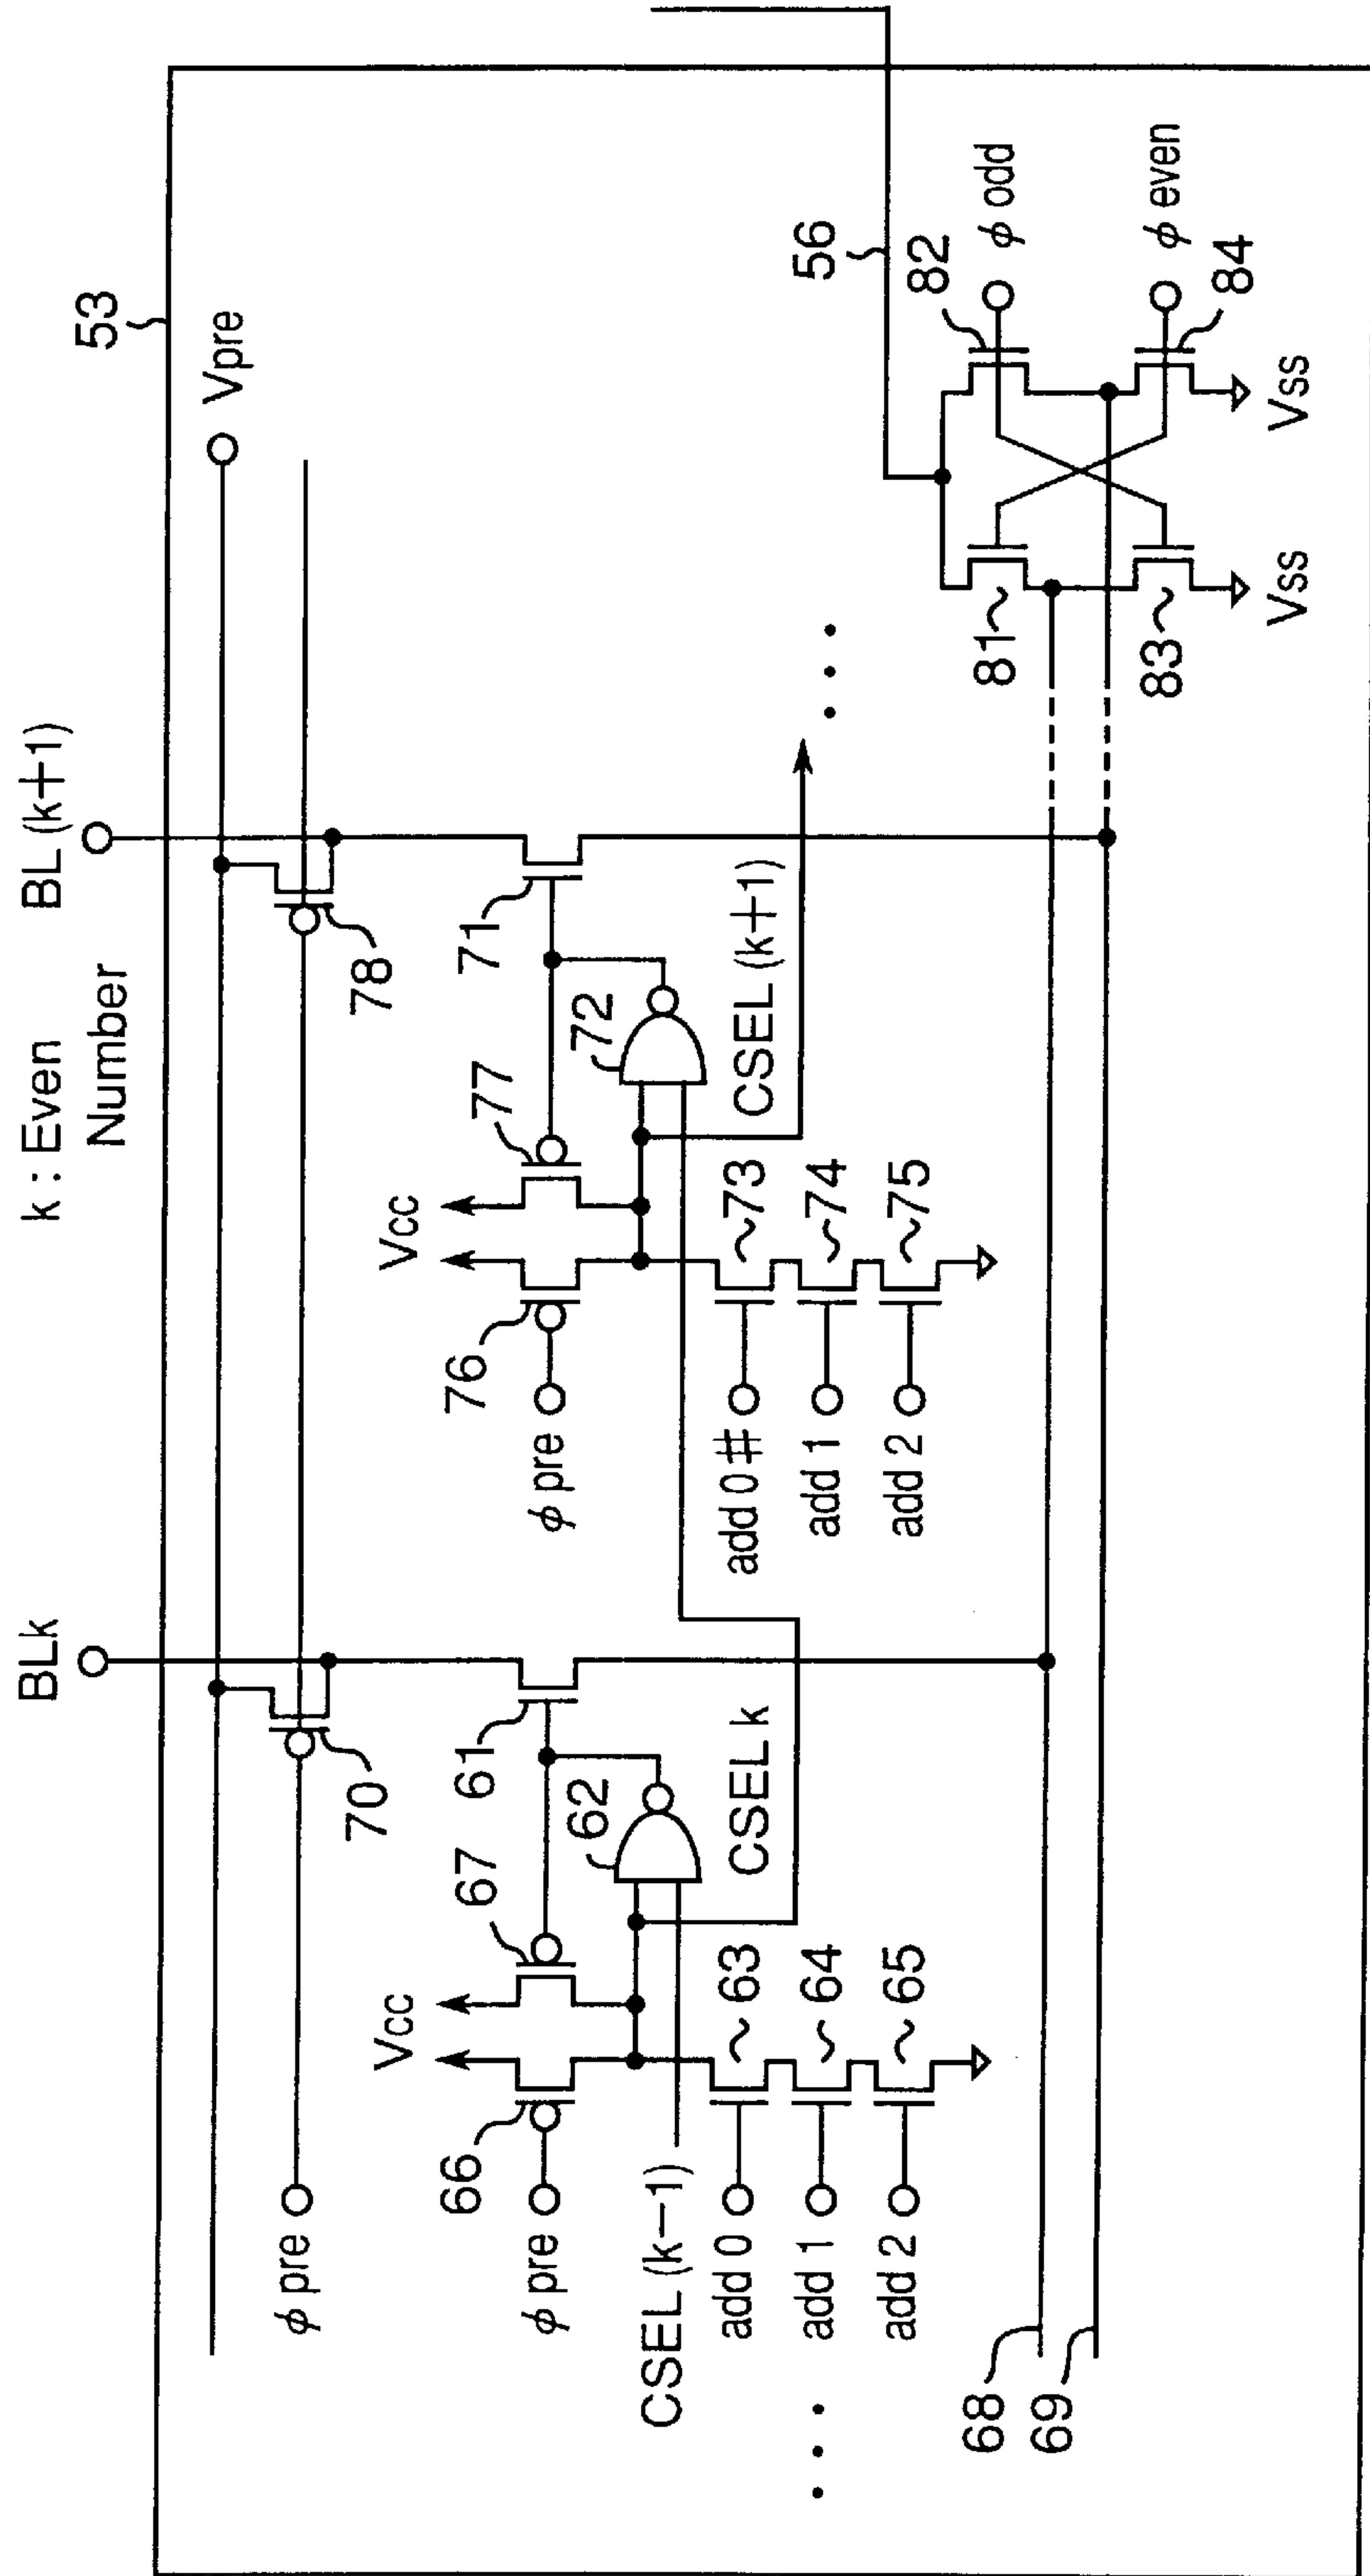 k : Even
Number
BLk
BL (k+1)
53
Vpre
φ pre
70
78
Vcc
Vcc
66
67
61
76
77
71
φ pre
62
φ pre
72
CSEL (k−1)
CSEL k
CSEL (k+1)
add 0
63
add 1
64
add 2
65
add 0 #
73
add 1
74
add 2
75
56
82
φ odd
81
φ even
83
84
Vss
Vss
68
69